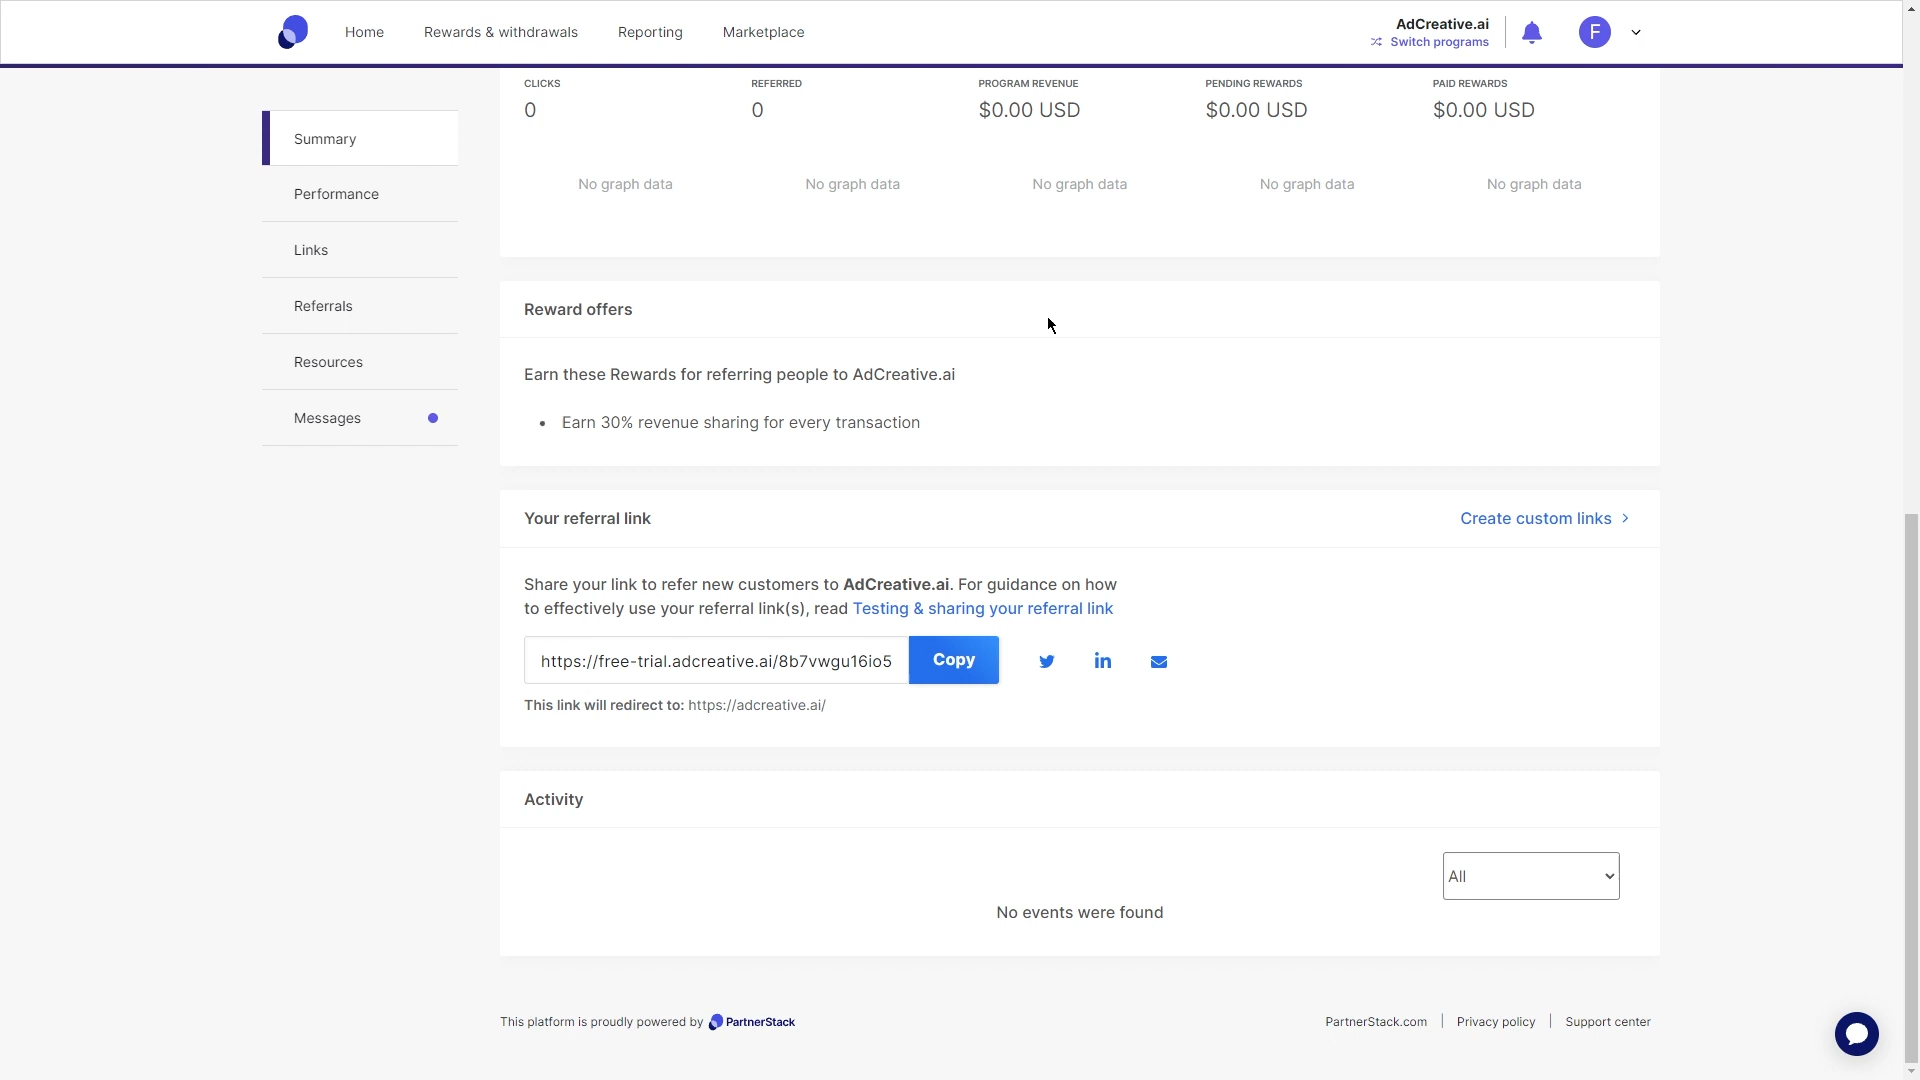 Home
Rewards & withdrawals
Reporting
Marketplace
AdCreative.ai
Switch programs
F
Summary
Performance
Links
Referrals
Resources
Messages
CLICKS
0
REFERRED
0
PROGRAM REVENUE
$0.00 USD
PENDING REWARDS
$0.00 USD
PAID REWARDS
$0.00 USD
No graph data
No graph data
No graph data
No graph data
No graph data
Reward offers
Earn these Rewards for referring people to AdCreative.ai
• Earn 30% revenue sharing for every transaction
Your referral link
Create custom links
Share your link to refer new customers to AdCreative.ai. For guidance on how
to effectively use your referral link(s), read Testing & sharing your referral link
https://free-trial.adcreative.ai/8b7vwgu16io5
Copy
This link will redirect to: https://adcreative.ai/
Activity
All
No events were found
This platform is proudly powered by PartnerStack
PartnerStack.com
Privacy policy
Support center